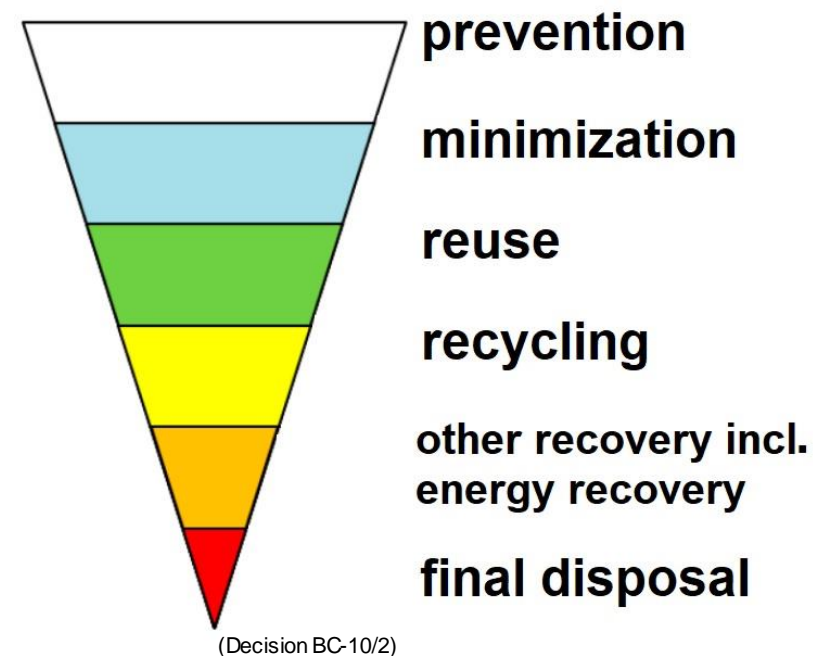 prevention
minimization
reuse
recycling
other recovery incl.
energy recovery
final disposal
(Decision BC-10/2)